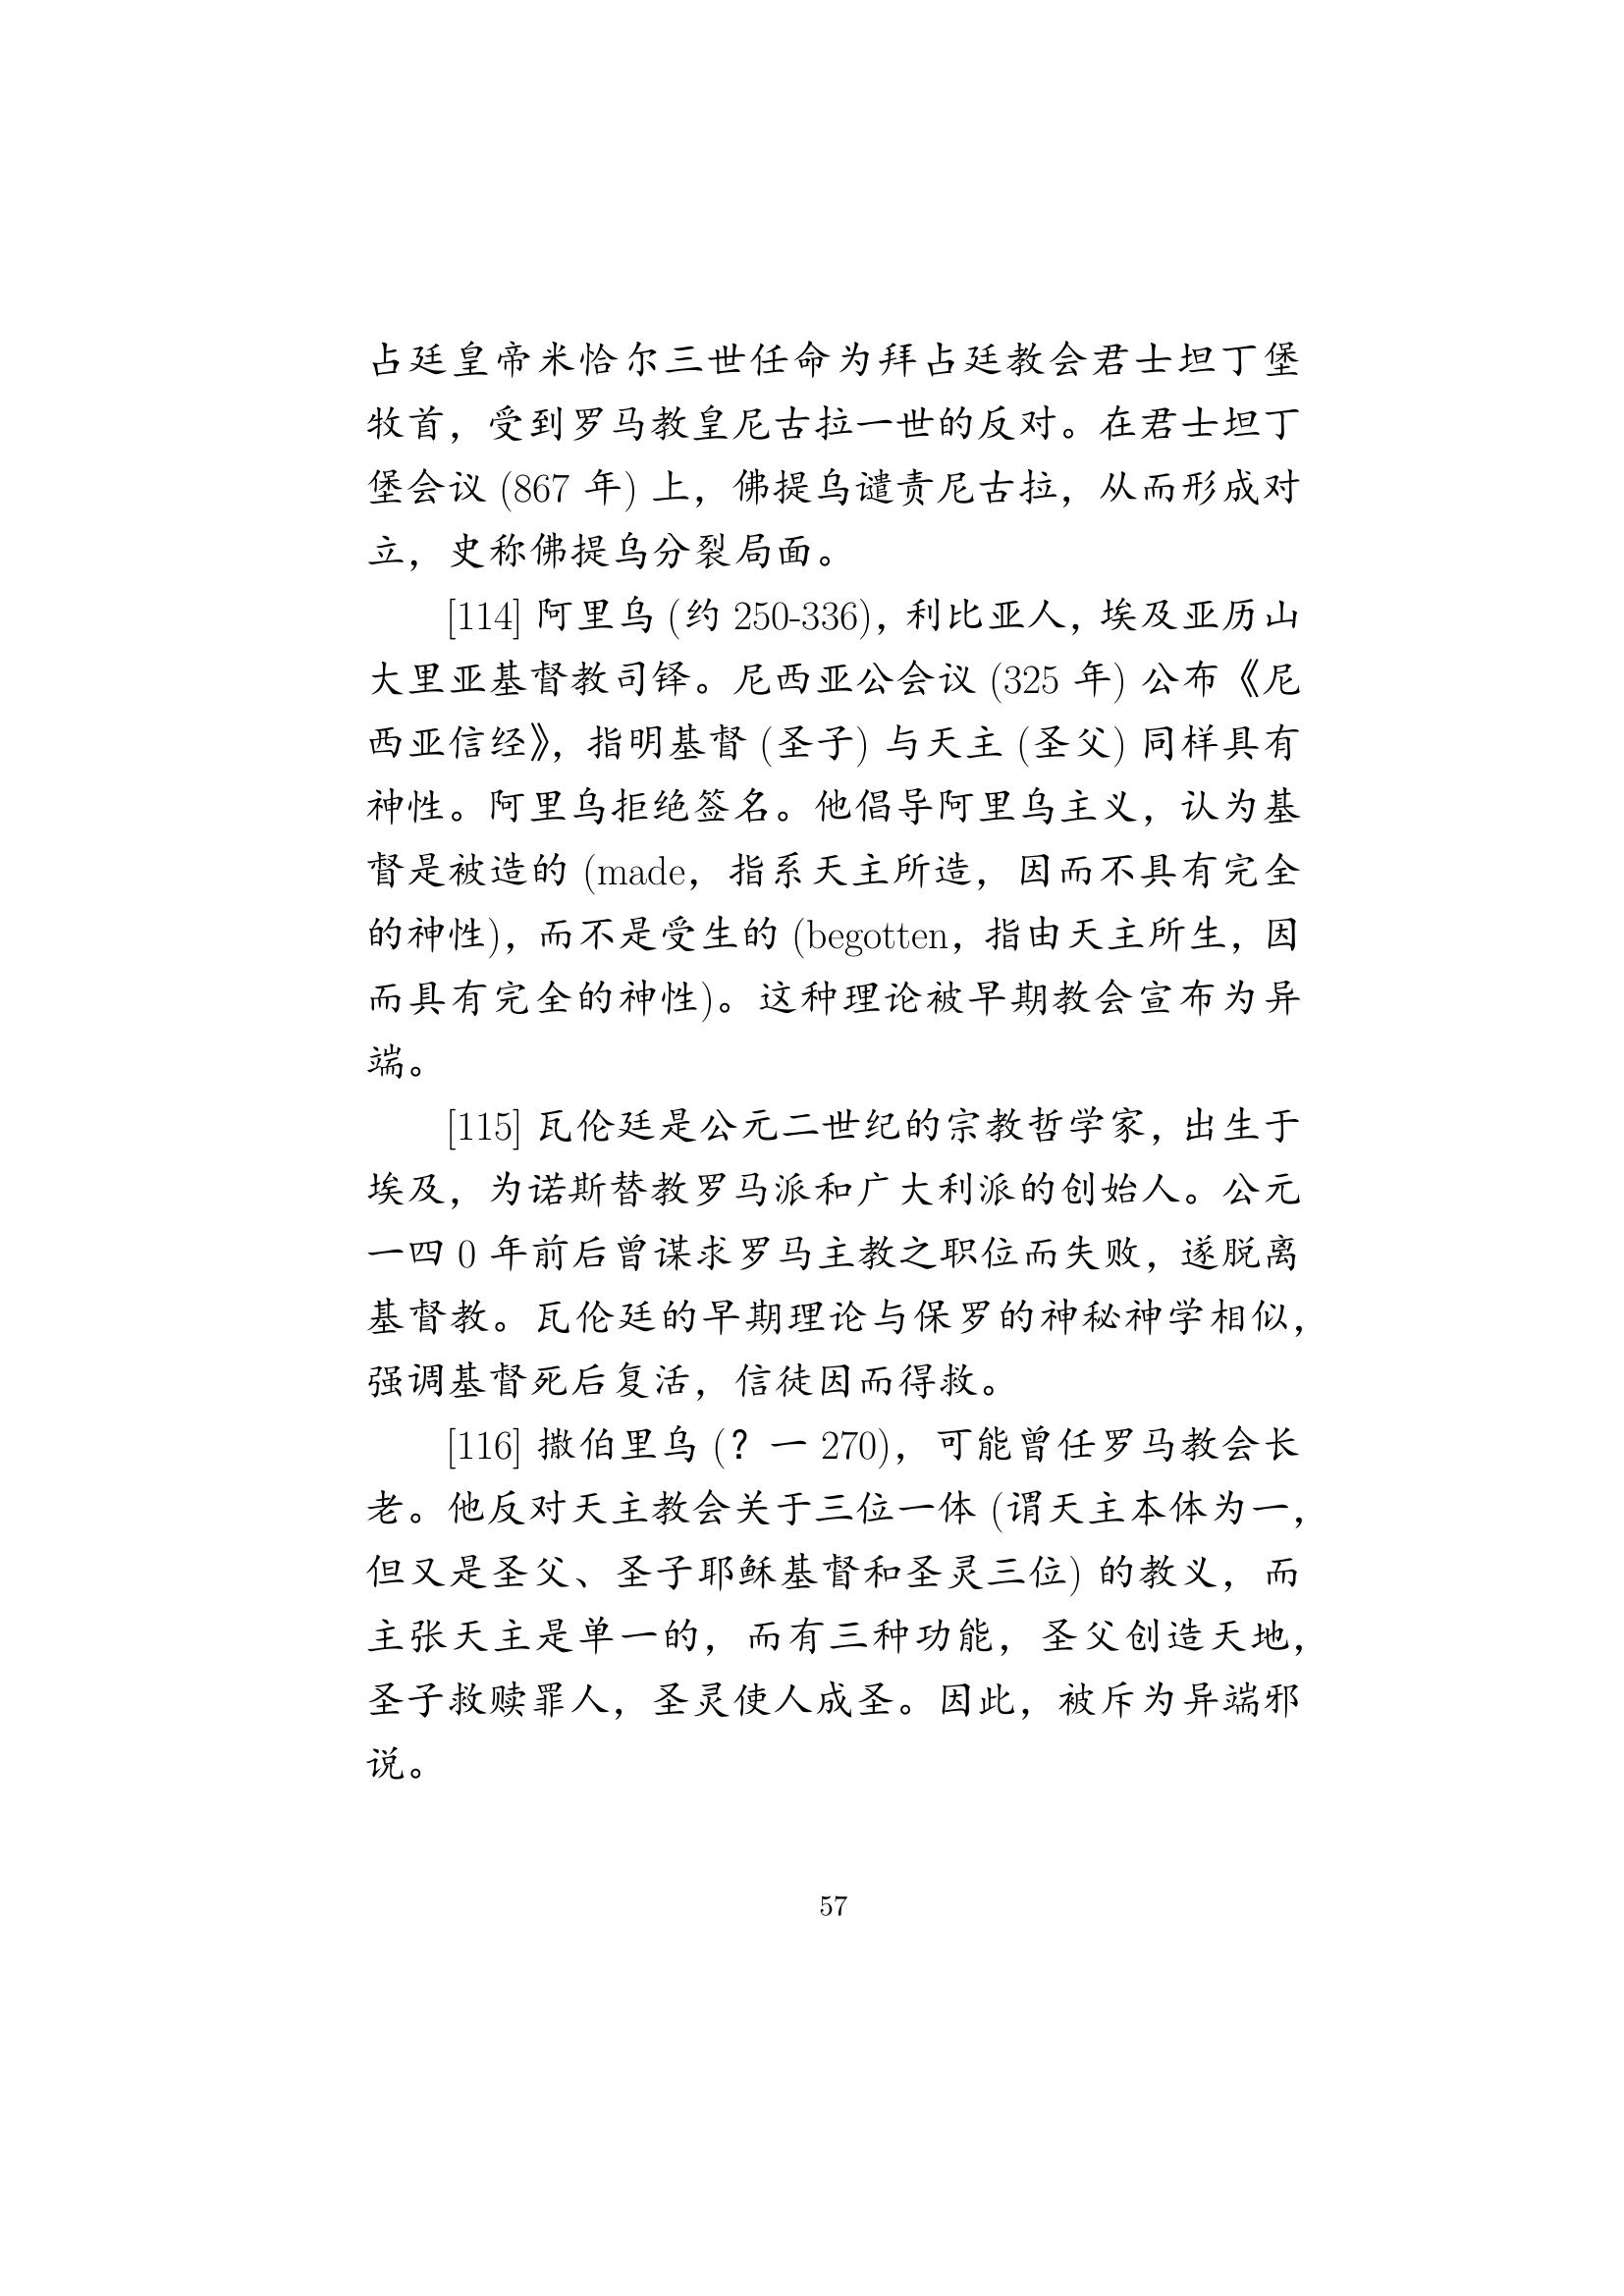 占廷皇帝米恰尔三世任命为拜占廷教会君士坦丁堡
牧首，受到罗马教皇尼古拉一世的反对。在君士坦丁
堡会议 (867 年) 上，佛提乌谴责尼古拉，从而形成对
立，史称佛提乌分裂局面。
[114] 阿里乌 (约 250-336)，利比亚人，埃及亚历山
大里亚基督教司铎。尼西亚公会议 (325 年) 公布《尼
西亚信经》，指明基督 (圣子) 与天主 (圣父) 同样具有
神性。阿里乌拒绝签名。他倡导阿里乌主义，认为基
督是被造的 (made，指系天主所造，因而不具有完全
的神性)，而不是受生的 (begotten，指由天主所生，因
而具有完全的神性)。这种理论被早期教会宣布为异
端。
[115] 瓦伦廷是公元二世纪的宗教哲学家，出生于
埃及，为诺斯替教罗马派和广大利派的创始人。公元
一四 0 年前后曾谋求罗马主教之职位而失败，遂脱离
基督教。瓦伦廷的早期理论与保罗的神秘神学相似，
强调基督死后复活，信徒因而得救。
[116] 撒伯里乌 (？一 270)，可能曾任罗马教会长
老。他反对天主教会关于三位一体 (谓天主本体为一，
但又是圣父、圣子耶稣基督和圣灵三位) 的教义，而
主张天主是单一的，而有三种功能，圣父创造天地，
圣子救赎罪人，圣灵使人成圣。因此，被斥为异端邪
说。
57